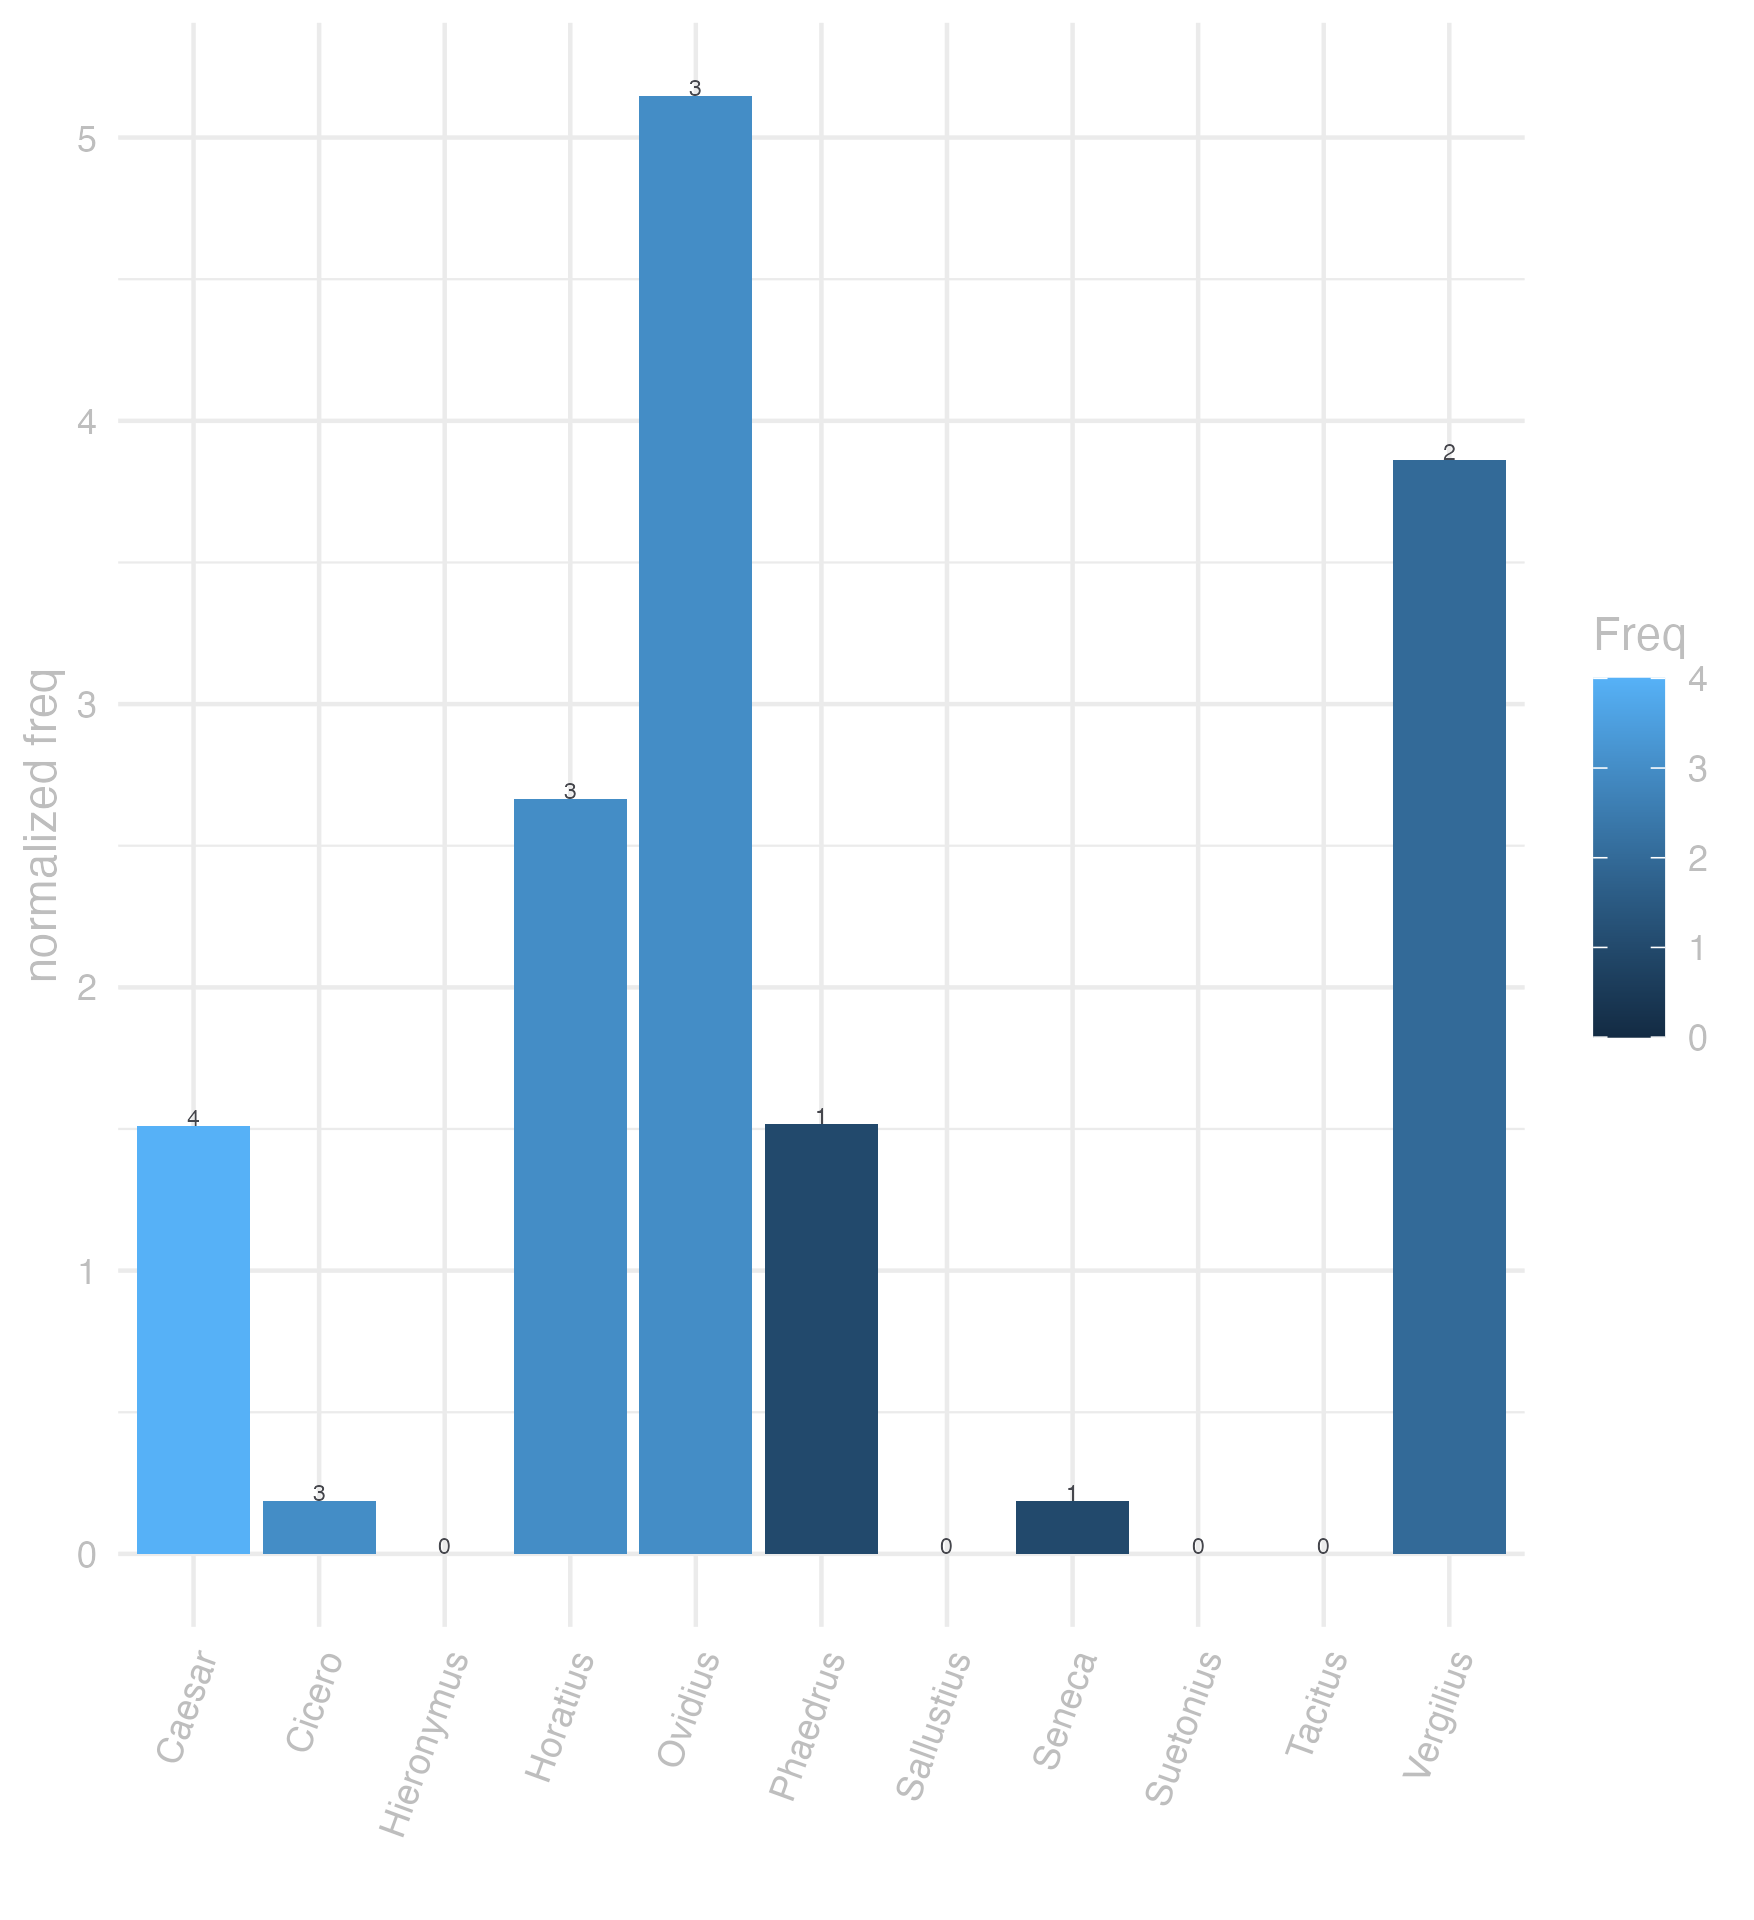 3
5
4
2
3
3
2
4
1
1
3
1
0
0
0
0
0
normalized freq
Caesar
Cicero
Hieronymus
Horatius
Ovidius
Phaedrus
Sallustius
Seneca
Suetonius
Tacitus
Vergilius
Freq
4
3
2
1
0